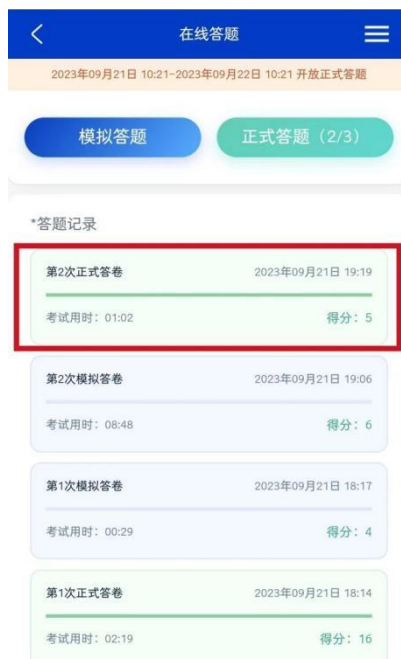 在线答题
2023年09月21日 10:21-2023年09月22日 10:21 开放正式答题
模拟答题
正式答题（2/3）
*答题记录
第2次正式答卷 2023年09月21日 19:19
考试用时：01:02 得分：5
第2次模拟答卷 2023年09月21日 19:06
考试用时：08:48 得分：6
第1次模拟答卷 2023年09月21日 18:17
考试用时：00:29 得分：4
第1次正式答卷 2023年09月21日 18:14
考试用时：02:19 得分：16